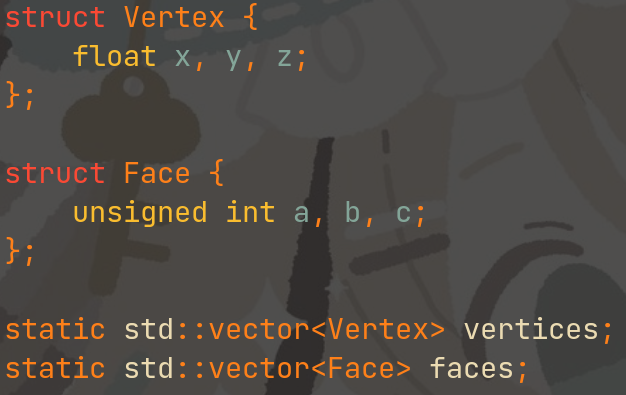 struct Vertex {
    float x, y, z;
};

struct Face {
    unsigned int a, b, c;
};

static std::vector<Vertex> vertices;
static std::vector<Face> faces;